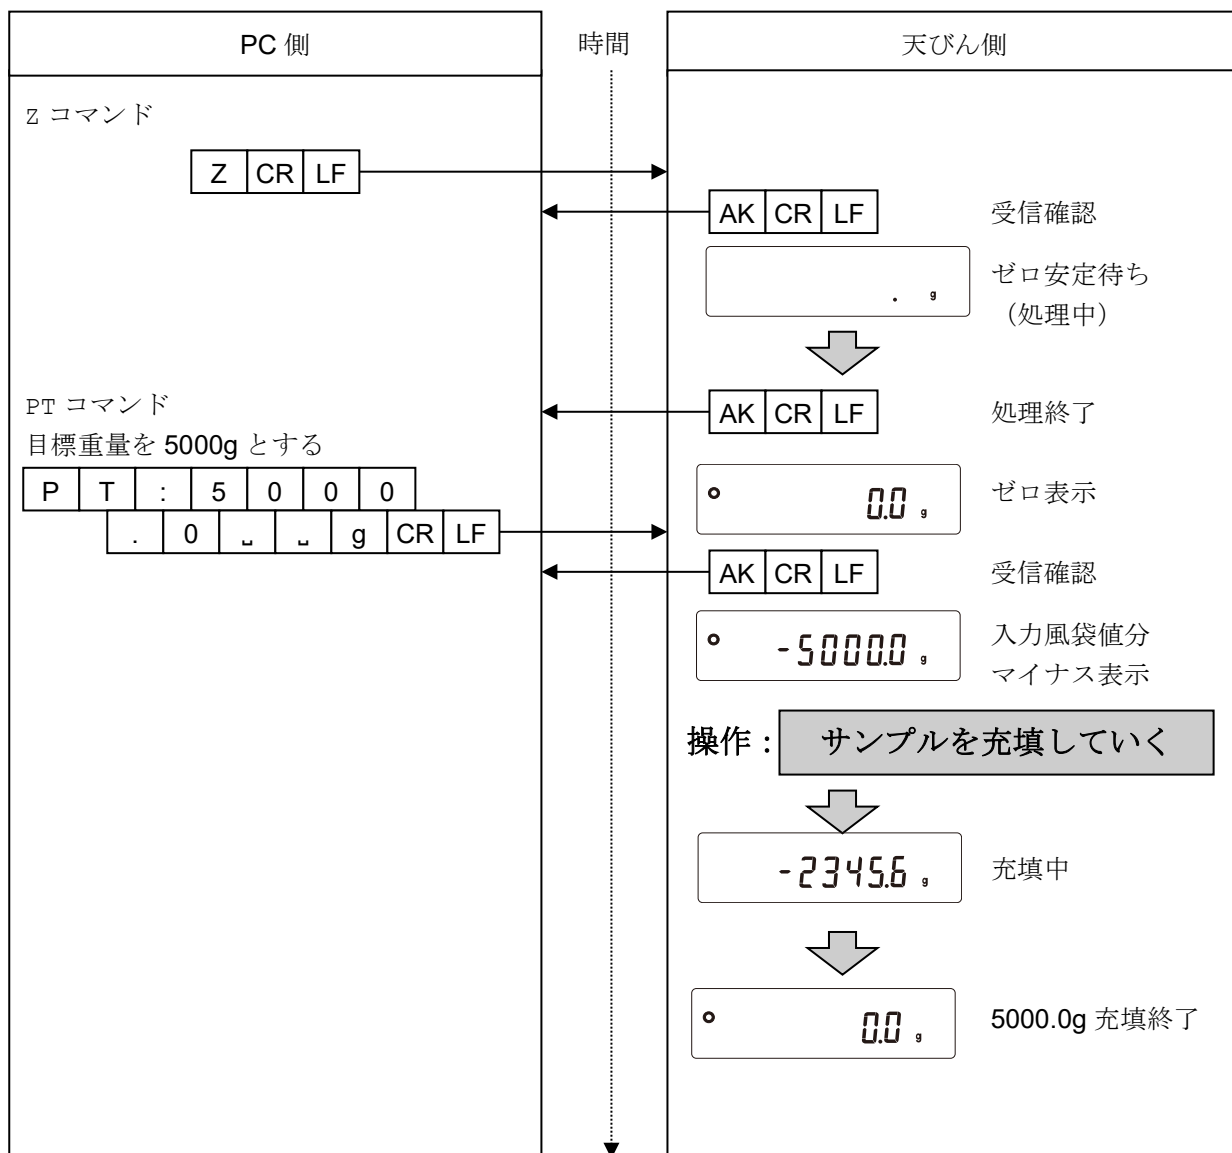 PC 側
時間
天びん側
Z コマンド
Z CR LF
AK CR LF
受信確認
. g
ゼロ安定待ち
（処理中）
PT コマンド
AK CR LF
処理終了
目標重量を 5000g とする
P T : 5 0 0 0
. 0 ␣ ␣ g CR LF
0.0 g
ゼロ表示
AK CR LF
受信確認
-5000.0 g
入力風袋値分
マイナス表示
操作： サンプルを充填していく
-2345.6 g
充填中
0.0 g
5000.0g 充填終了